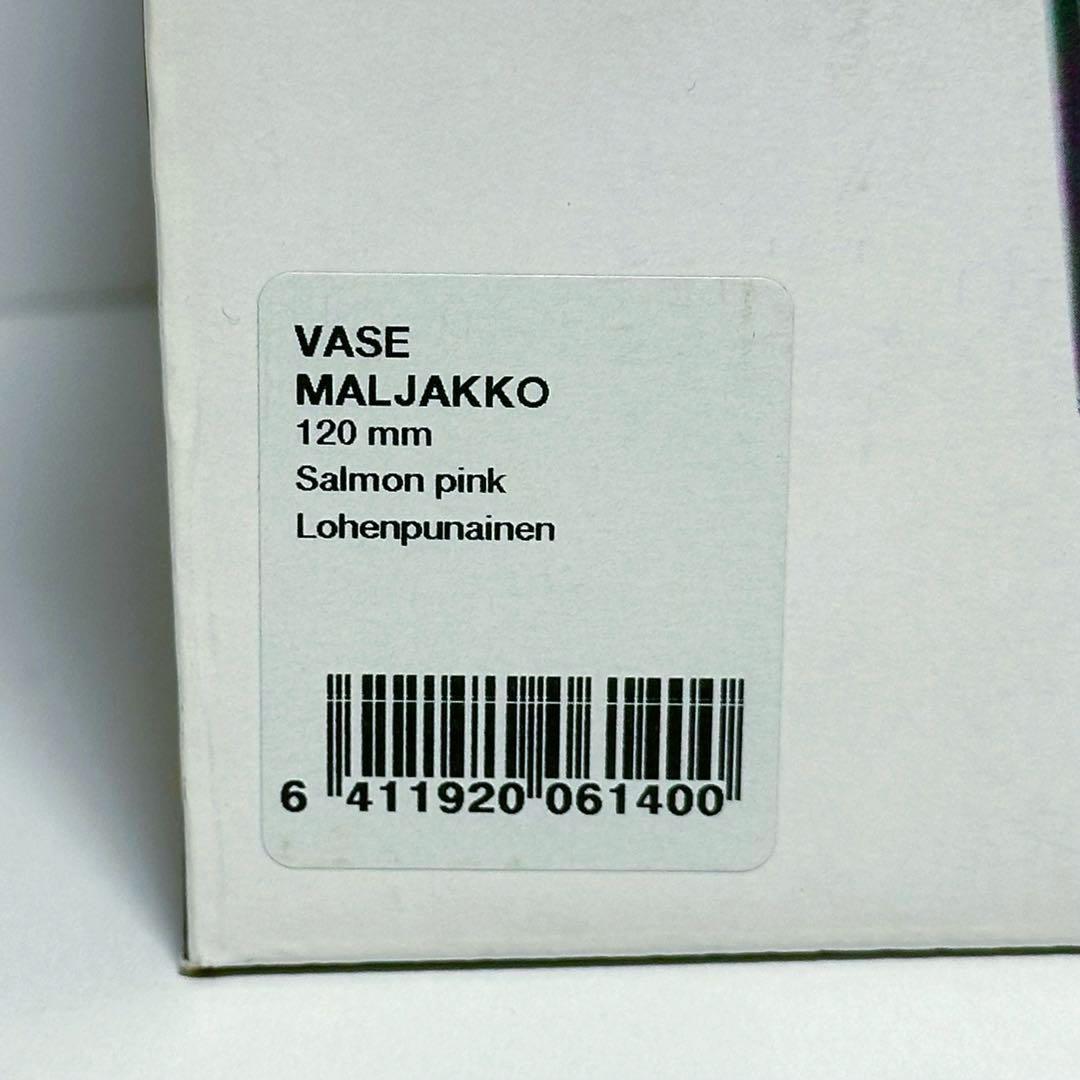 VASE
MALJAKKO
120 mm
Salmon pink
Lohenpunainen
6 411920 061400